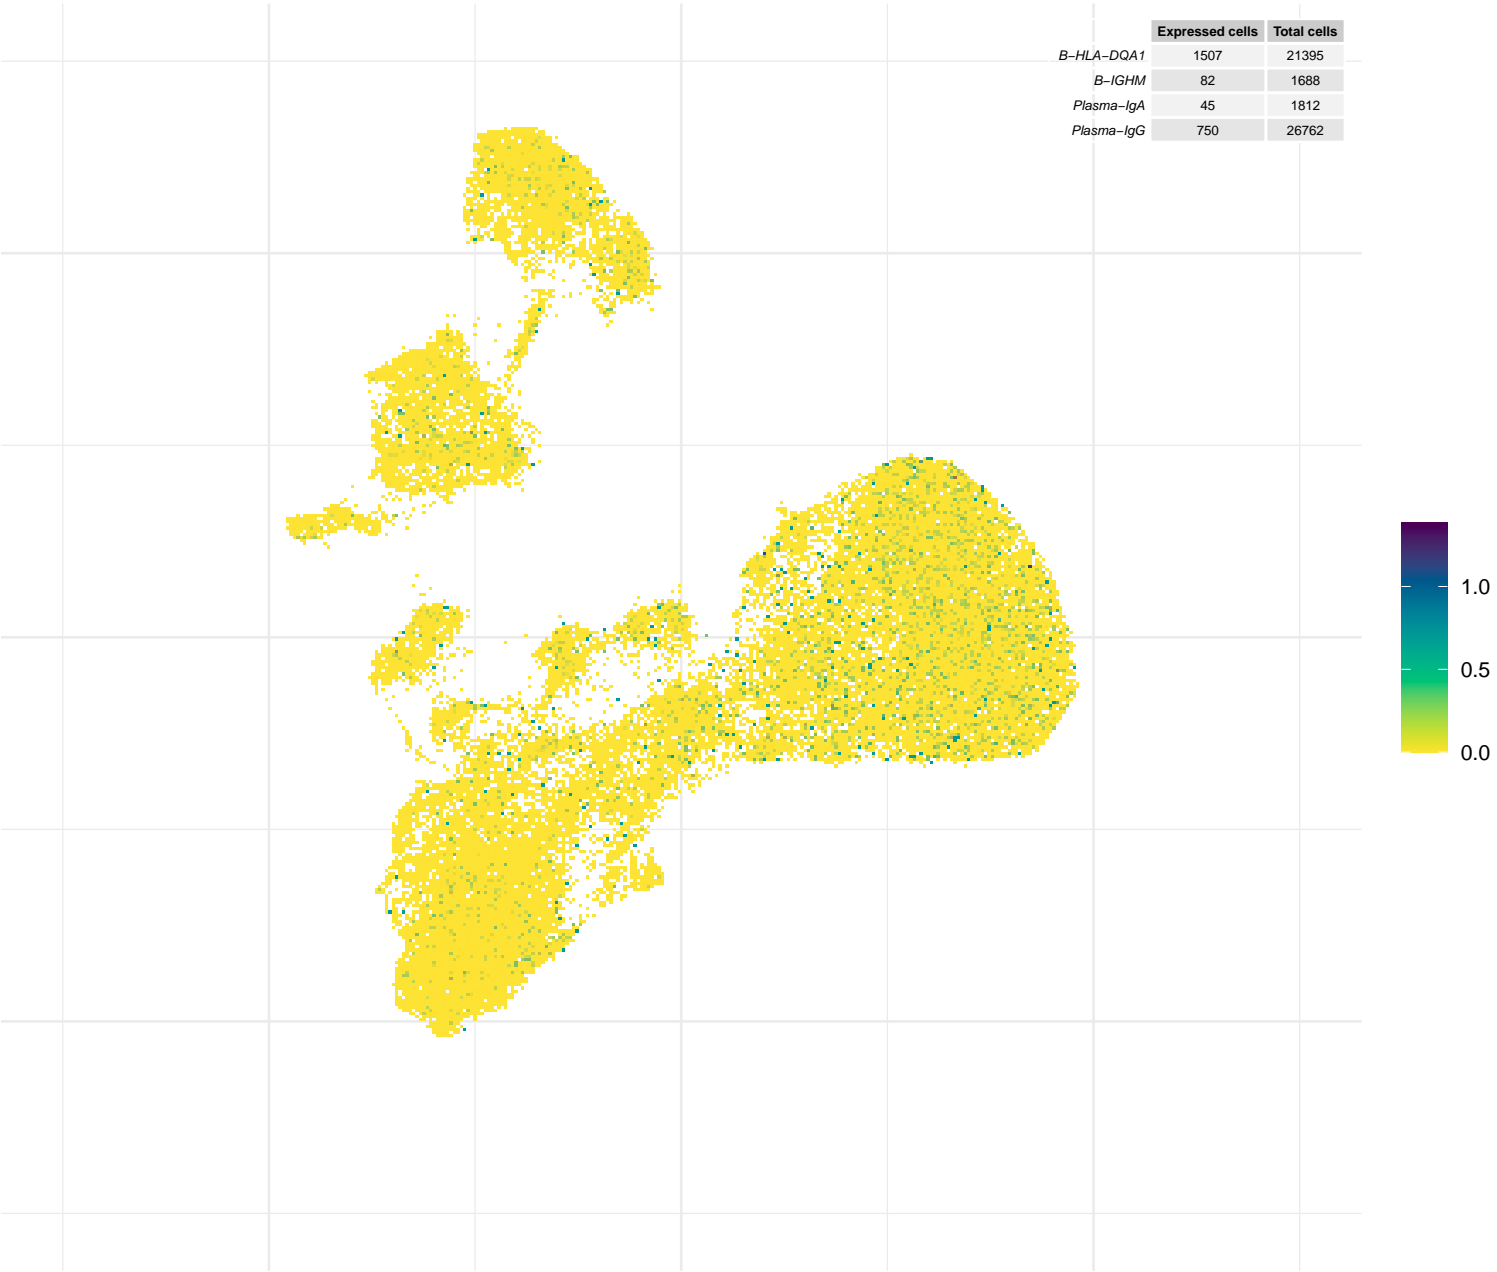 Expressed cells Total cells
B−HLA−DQA1 1507 21395
B−IGHM 82 1688
Plasma−IgA 45 1812
Plasma−IgG 750 26762
1.0
0.5
0.0